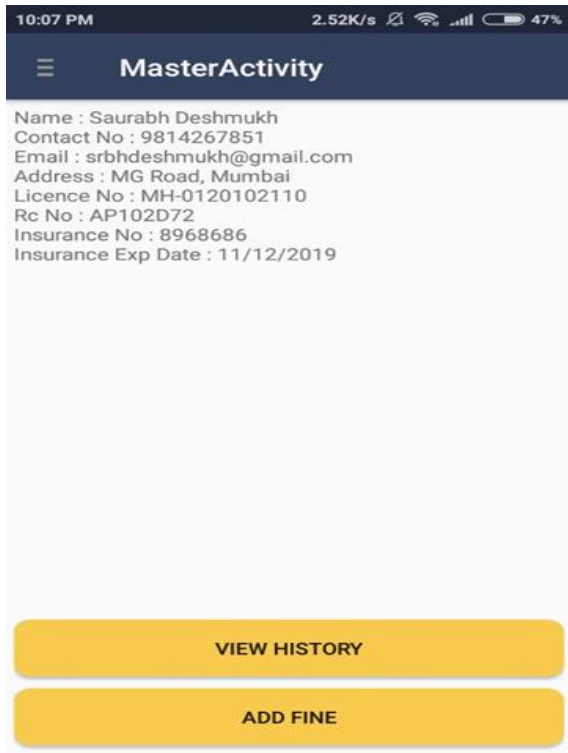 10:07 PM 2.52K/s 47%
MasterActivity
Name : Saurabh Deshmukh
Contact No : 9814267851
Email : srbhdeshmukh@gmail.com
Address : MG Road, Mumbai
Licence No : MH-0120102110
Rc No : AP102D72
Insurance No : 8968686
Insurance Exp Date : 11/12/2019
VIEW HISTORY
ADD FINE